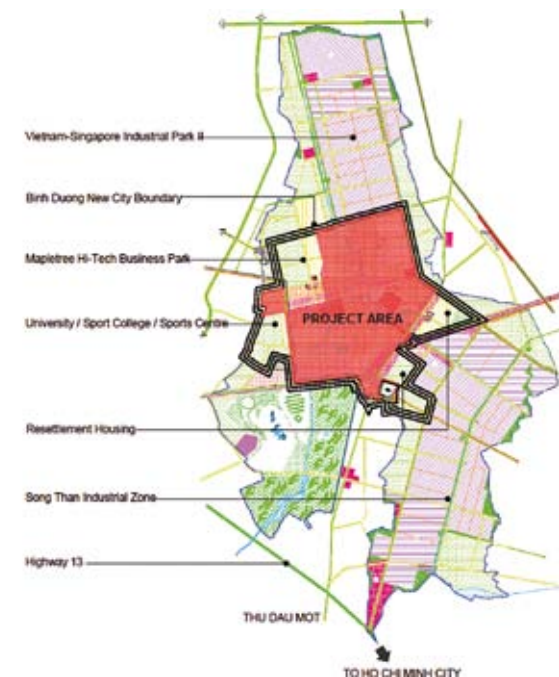 Vietnam-Singapore Industrial Park II
Binh Duong New City Boundary
Mapletree Hi-Tech Business Park
PROJECT AREA
University / Sport College / Sports Centre
Resettlement Housing
Song Than Industrial Zone
Highway 13
THU DAU MOT
TO HO CHI MINH CITY